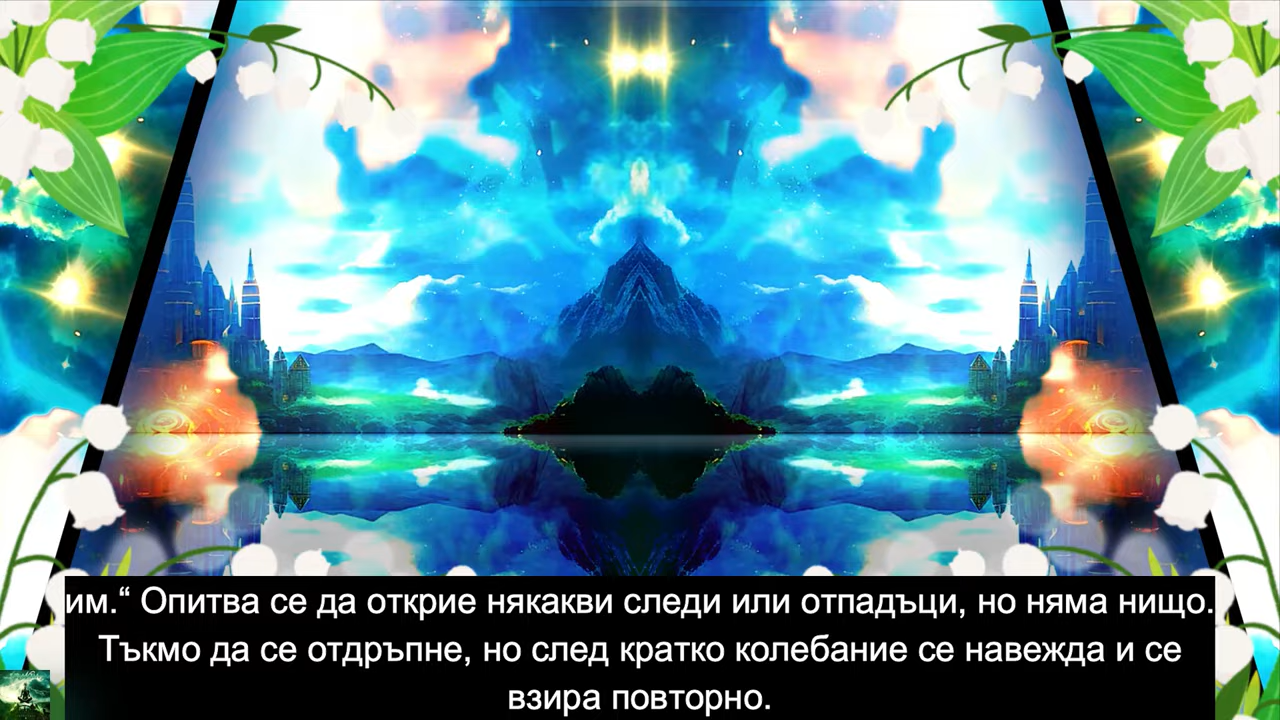 им.“ Опитва се да открие някакви следи или отпадъци, но няма нищо.
Тъкмо да се отдръпне, но след кратко колебание се навежда и се
взира повторно.